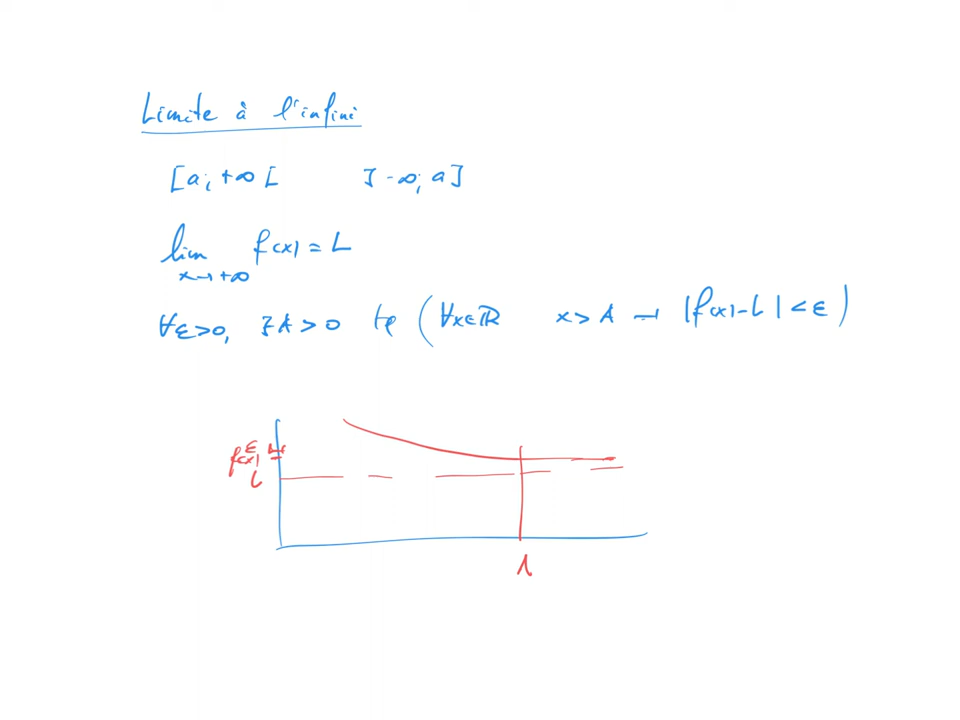 Limite à l'infini
[a; +∞[ ]-∞; a]
lim f(x) = L
x→+∞
∀ε>0, ∃A>0 tq (∀x∈ℝ x>A → |f(x)-L|<ε)
ε
f(x)
L
A